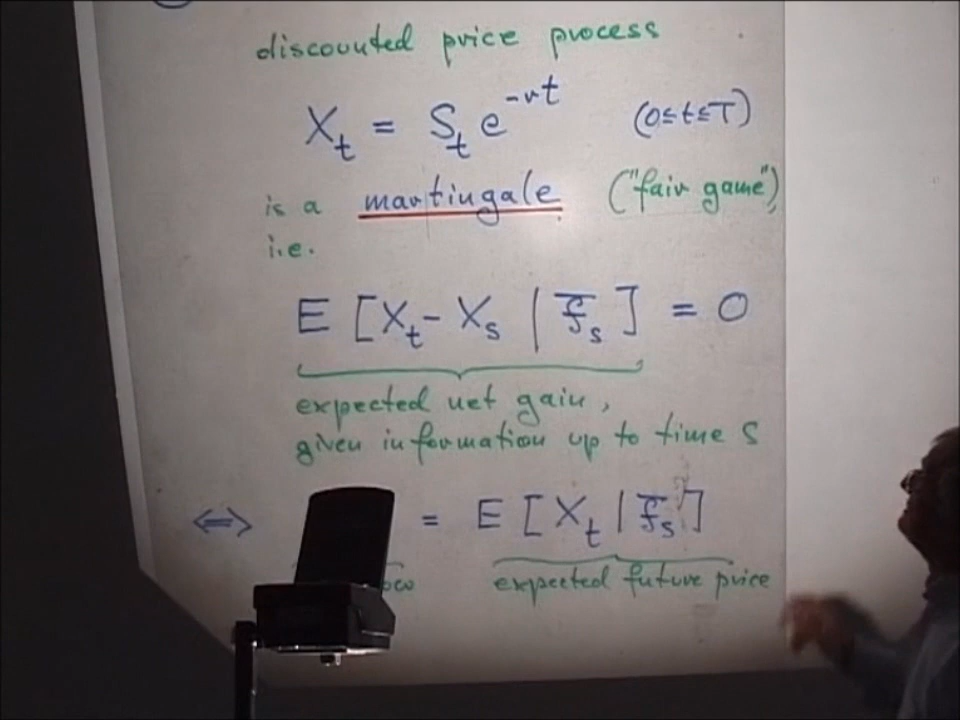 discounted price process
X_t = S_t e^{-rt} (0≤t≤T)
is a martingale ("fair game"),
i.e.
E [X_t - X_s | ℱ_s] = 0
expected net gain,
given information up to time s
⟺ = E [X_t | ℱ_s]
expected future price